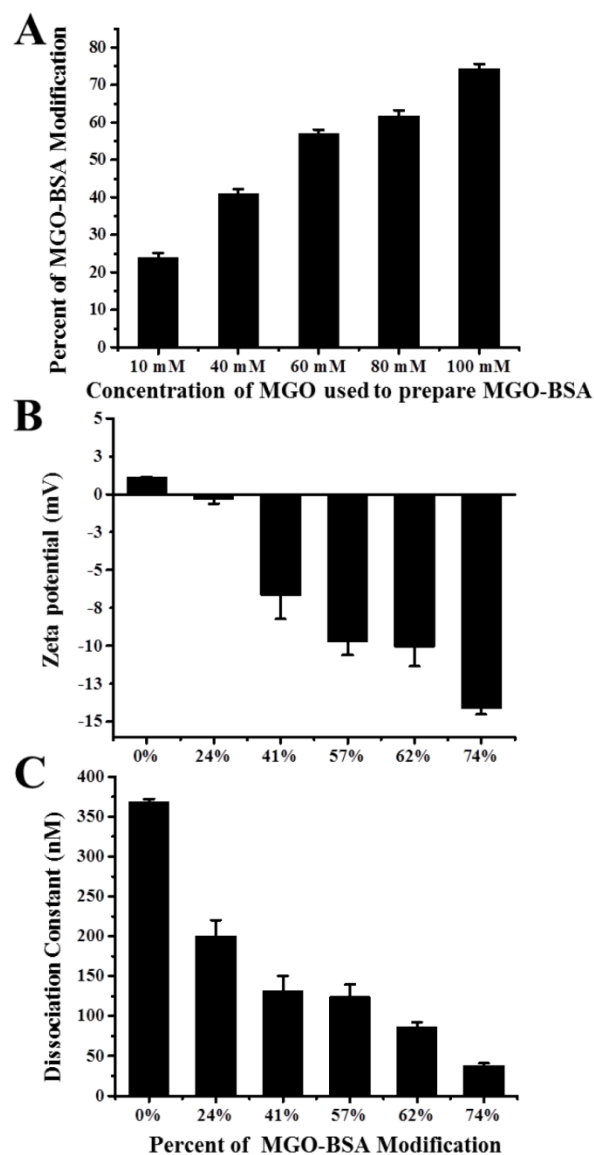 A
Percent of MGO-BSA Modification
80
70
60
50
40
30
20
10
0
10 mM 40 mM 60 mM 80 mM 100 mM
Concentration of MGO used to prepare MGO-BSA
B
Zeta potential (mV)
5
3
0
-3
-5
-8
-10
-13
-15
0% 24% 41% 57% 62% 74%
C
Dissociation Constant (nM)
400
350
300
250
200
150
100
50
0
0% 24% 41% 57% 62% 74%
Percent of MGO-BSA Modification